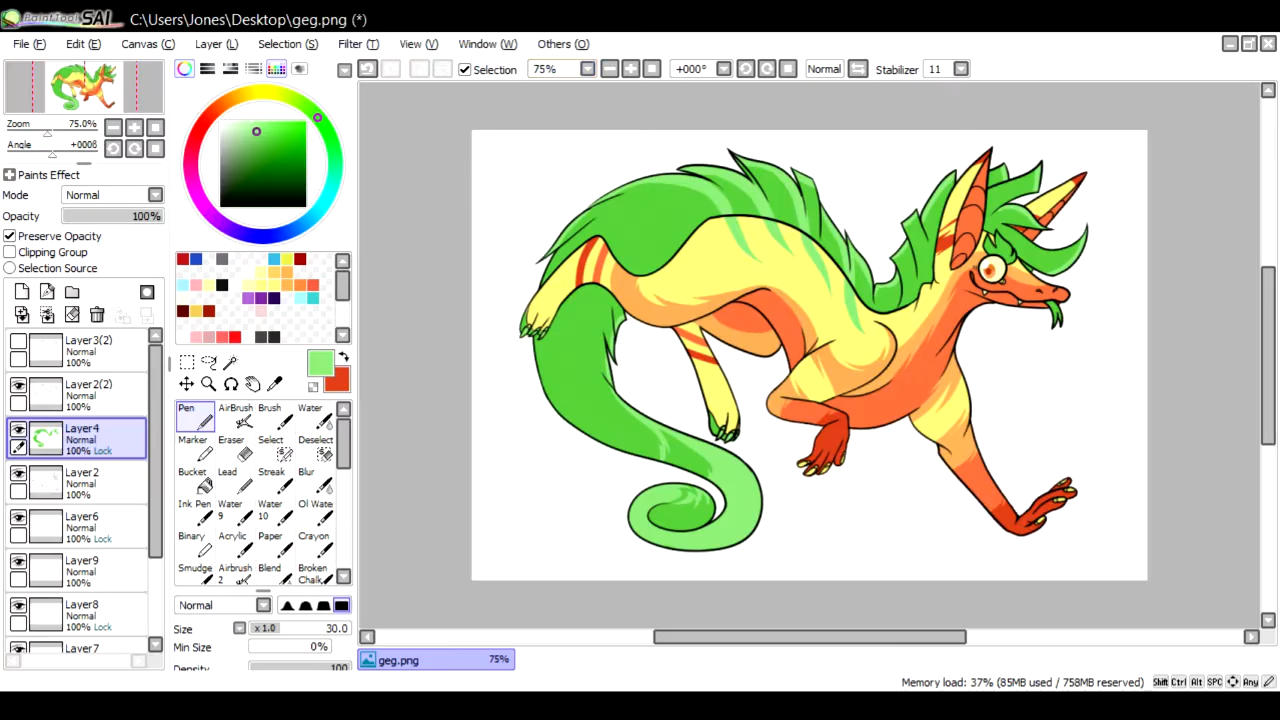 PaintTool SAI C:\Users\Jones\Desktop\geg.png (*)
File (F) Edit (E) Canvas (C) Layer (L) Selection (S) Filter (T) View (V) Window (W) Others (O)
Selection 75% +000° Normal Stabilizer 11
Zoom 75.0%
Angle +000ß
Paints Effect
Mode Normal
Opacity 100%
Preserve Opacity
Clipping Group
Selection Source
Layer3(2)
Normal
100%
Layer2(2)
Normal
100%
Layer4
Normal
100% Lock
Layer2
Normal
100%
Layer6
Normal
100% Lock
Layer9
Normal
100%
Layer8
Normal
100% Lock
Layer7
Pen AirBrush Brush Water
Marker Eraser Select Deselect
Bucket Lead Streak Blur
Ink Pen Water 9 Water 10 Oil Water
Binary Acrylic Paper Crayon
Smudge Airbrush 2 Blend Broken Chalk
Normal
Size x 1.0 30.0
Min Size 0%
Density 100
geg.png 75%
Memory load: 37% (85MB used / 758MB reserved) Shift Ctrl Alt SPC Any